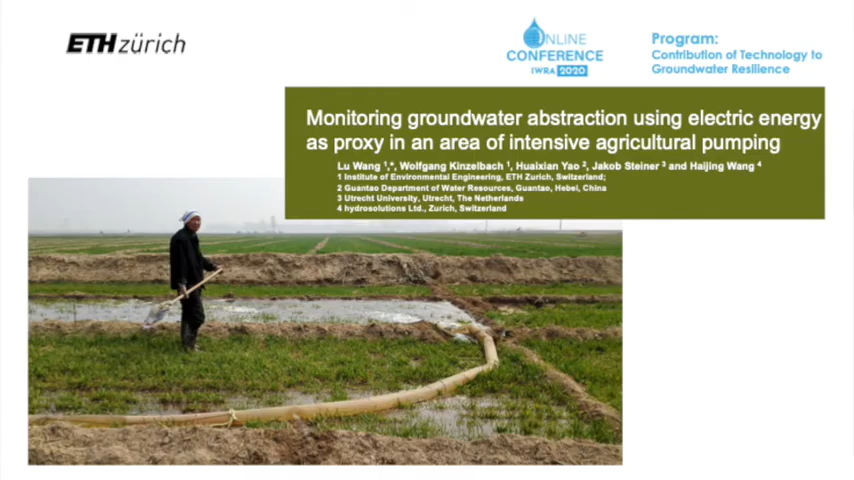 ETH zürich
ONLINE
CONFERENCE
IWRA 2020
Program:
Contribution of Technology to
Groundwater Resilience
Monitoring groundwater abstraction using electric energy
as proxy in an area of intensive agricultural pumping
Lu Wang 1,*, Wolfgang Kinzelbach 1, Huaixian Yao 2, Jakob Steiner 3 and Haijing Wang 4
1 Institute of Environmental Engineering, ETH Zurich, Switzerland;
2 Guantao Department of Water Resources, Guantao, Hebei, China
3 Utrecht University, Utrecht, The Netherlands
4 hydrosolutions Ltd., Zurich, Switzerland